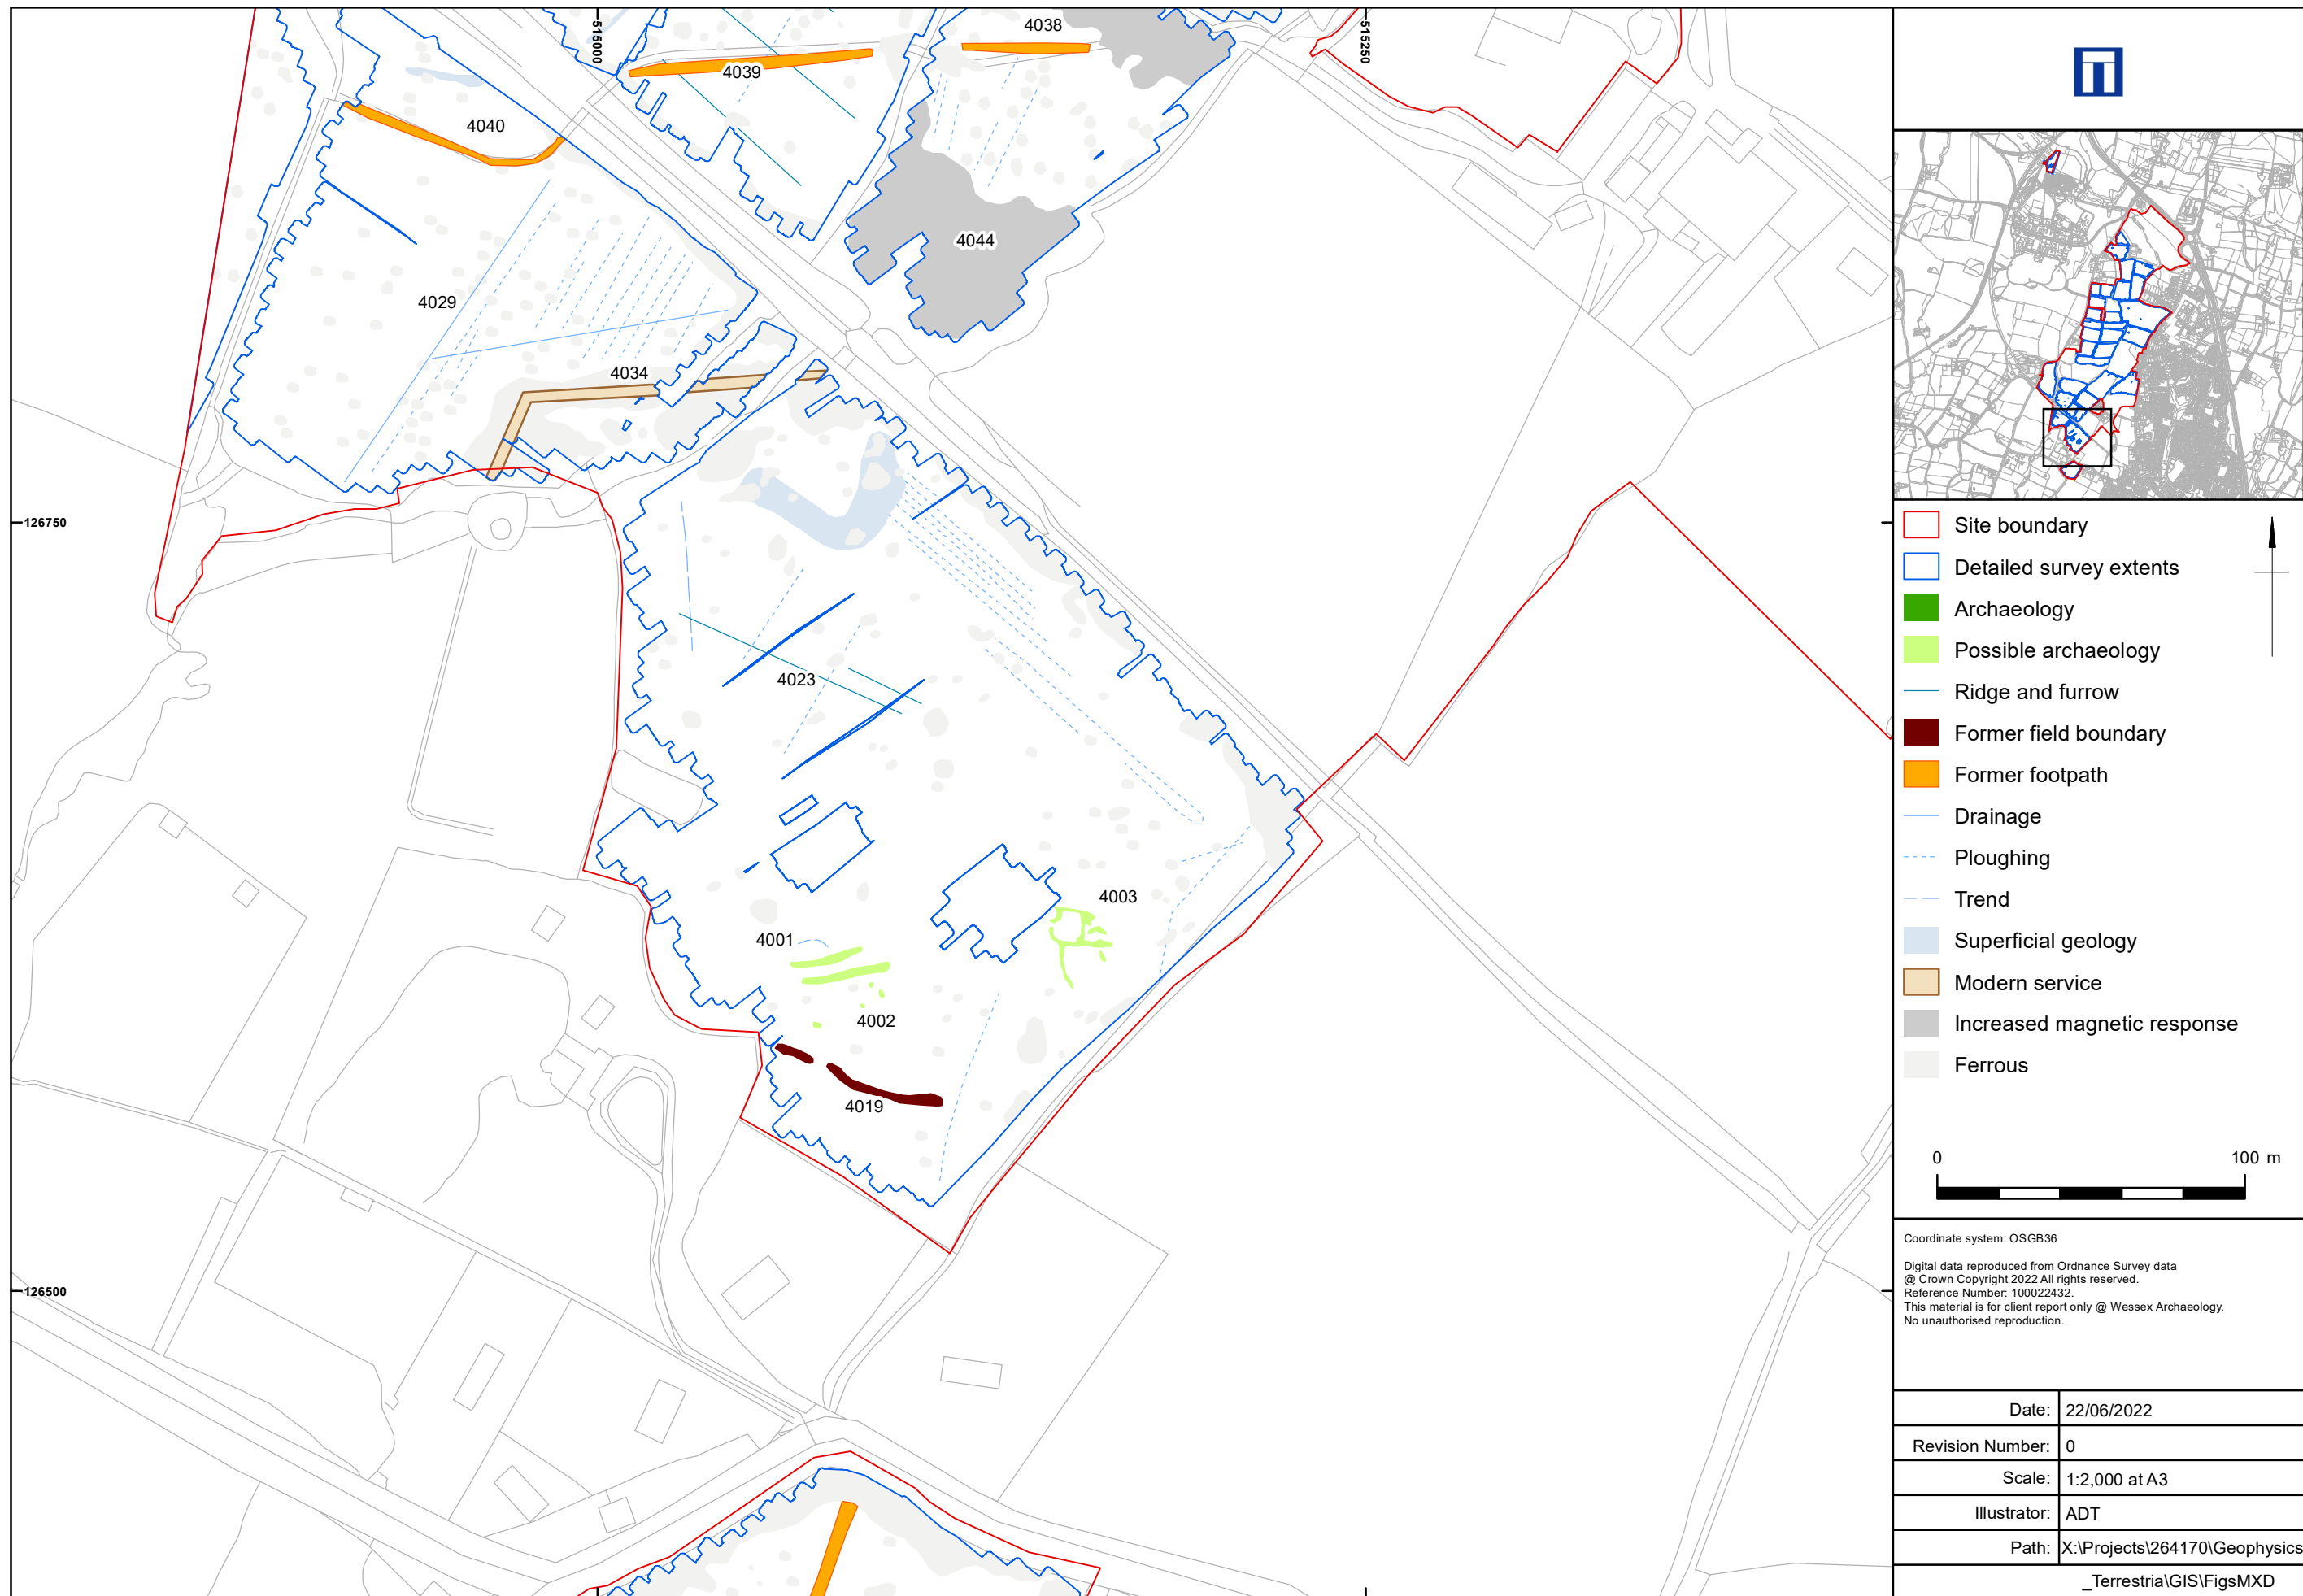 515000
515250
4038
4039
4040
4044
4029
4034
126750
4023
4003
4001
4002
4019
126500
Site boundary
Detailed survey extents
Archaeology
Possible archaeology
Ridge and furrow
Former field boundary
Former footpath
Drainage
Ploughing
Trend
Superficial geology
Modern service
Increased magnetic response
Ferrous
0 100 m
Coordinate system: OSGB36
Digital data reproduced from Ordnance Survey data
@ Crown Copyright 2022 All rights reserved.
Reference Number: 100022432.
This material is for client report only @ Wessex Archaeology.
No unauthorised reproduction.
Date: 22/06/2022
Revision Number: 0
Scale: 1:2,000 at A3
Illustrator: ADT
Path: X:\Projects\264170\Geophysics
_Terrestria\GIS\FigsMXD